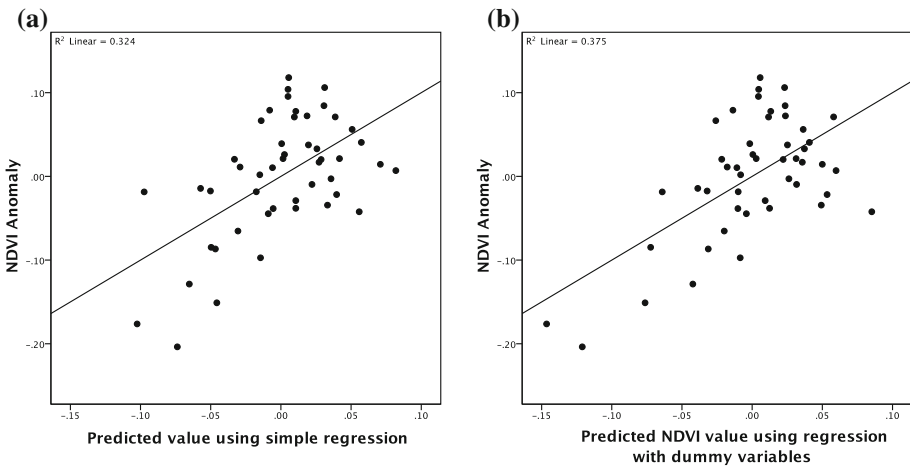 (a)
R² Linear = 0.324
NDVI Anomaly
.10
.00
-.10
-.20
-.15
-.10
-.05
.00
.05
.10
Predicted value using simple regression
(b)
R² Linear = 0.375
NDVI Anomaly
.10
.00
-.10
-.20
-.15
-.10
-.05
.00
.05
.10
Predicted NDVI value using regression
with dummy variables